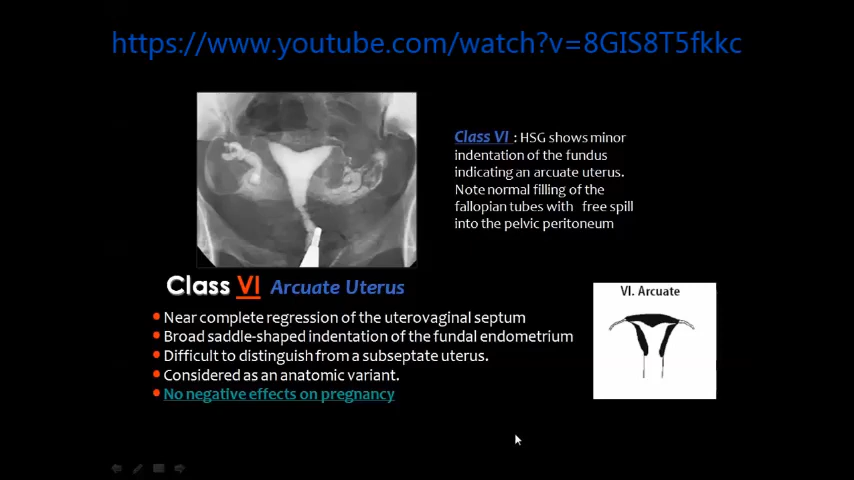 https://www.youtube.com/watch?v=8GIS8T5fkkc
Class VI : HSG shows minor
indentation of the fundus
indicating an arcuate uterus.
Note normal filling of the
fallopian tubes with free spill
into the pelvic peritoneum
Class VI Arcuate Uterus
• Near complete regression of the uterovaginal septum
• Broad saddle-shaped indentation of the fundal endometrium
• Difficult to distinguish from a subseptate uterus.
• Considered as an anatomic variant.
• No negative effects on pregnancy
VI. Arcuate